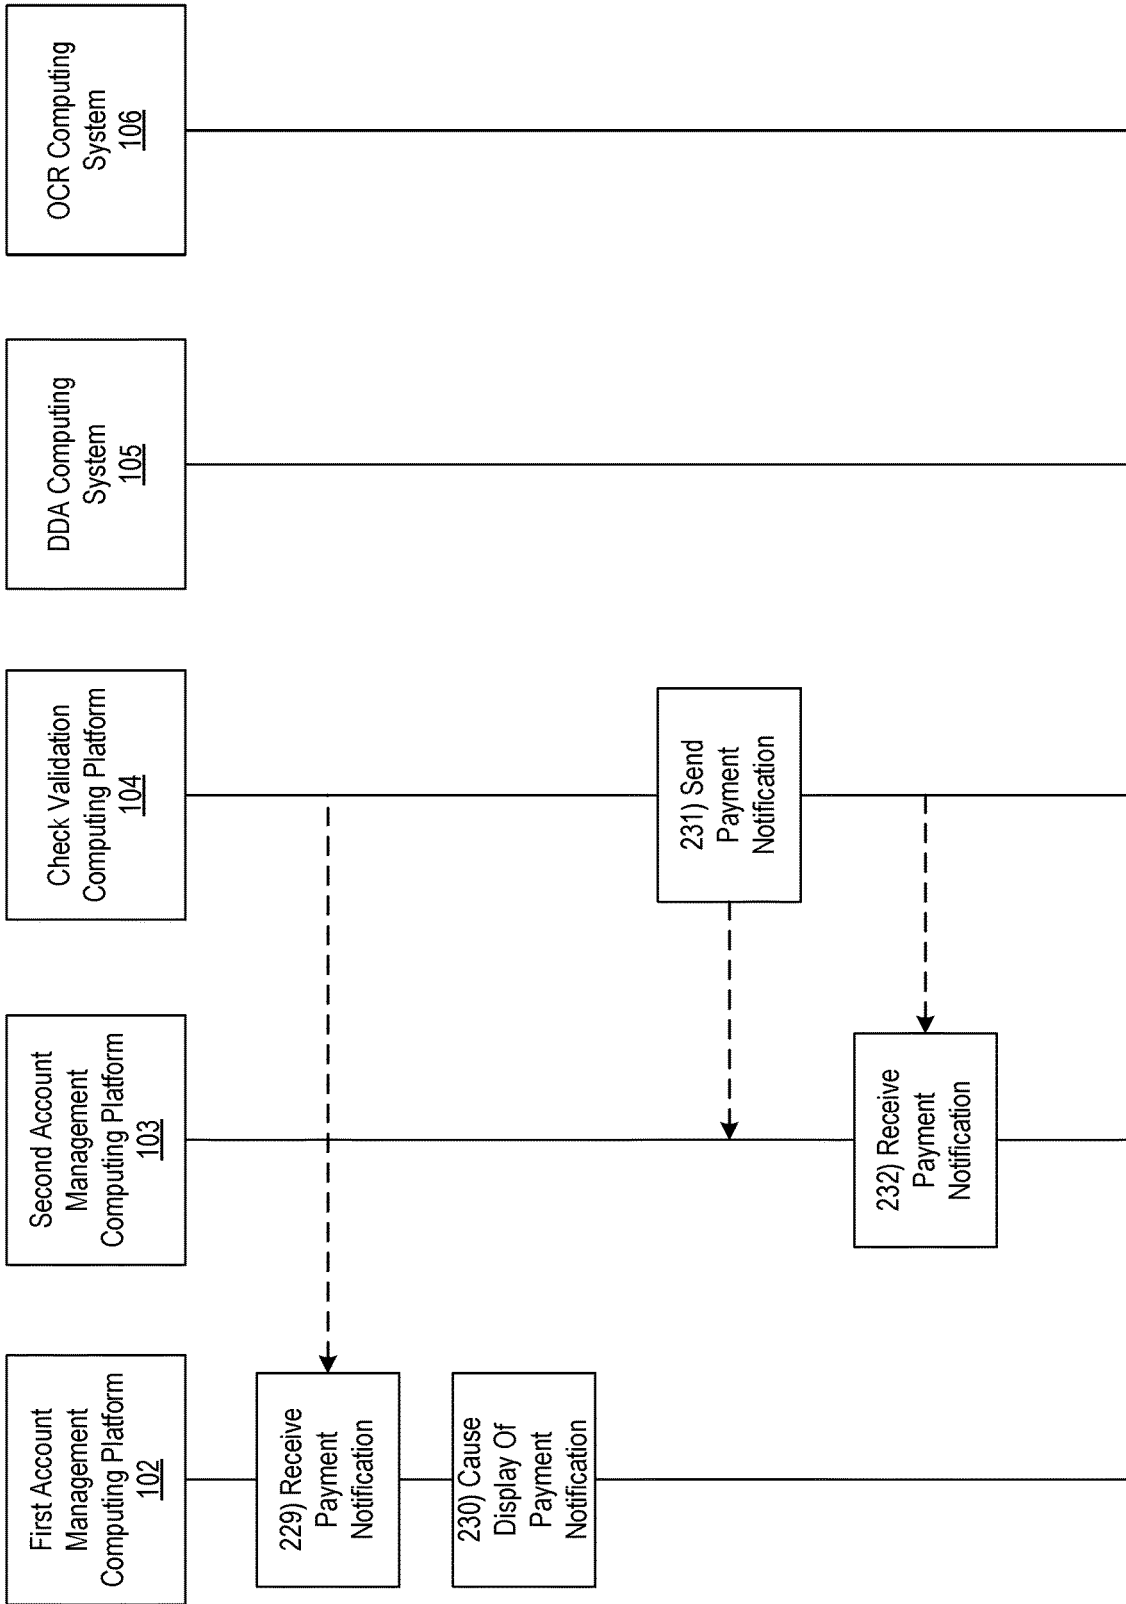 First Account
Management
Computing Platform
102
Second Account
Management
Computing Platform
103
Check Validation
Computing Platform
104
DDA Computing
System
105
OCR Computing
System
106
229) Receive
Payment
Notification
230) Cause
Display Of
Payment
Notification
231) Send
Payment
Notification
232) Receive
Payment
Notification